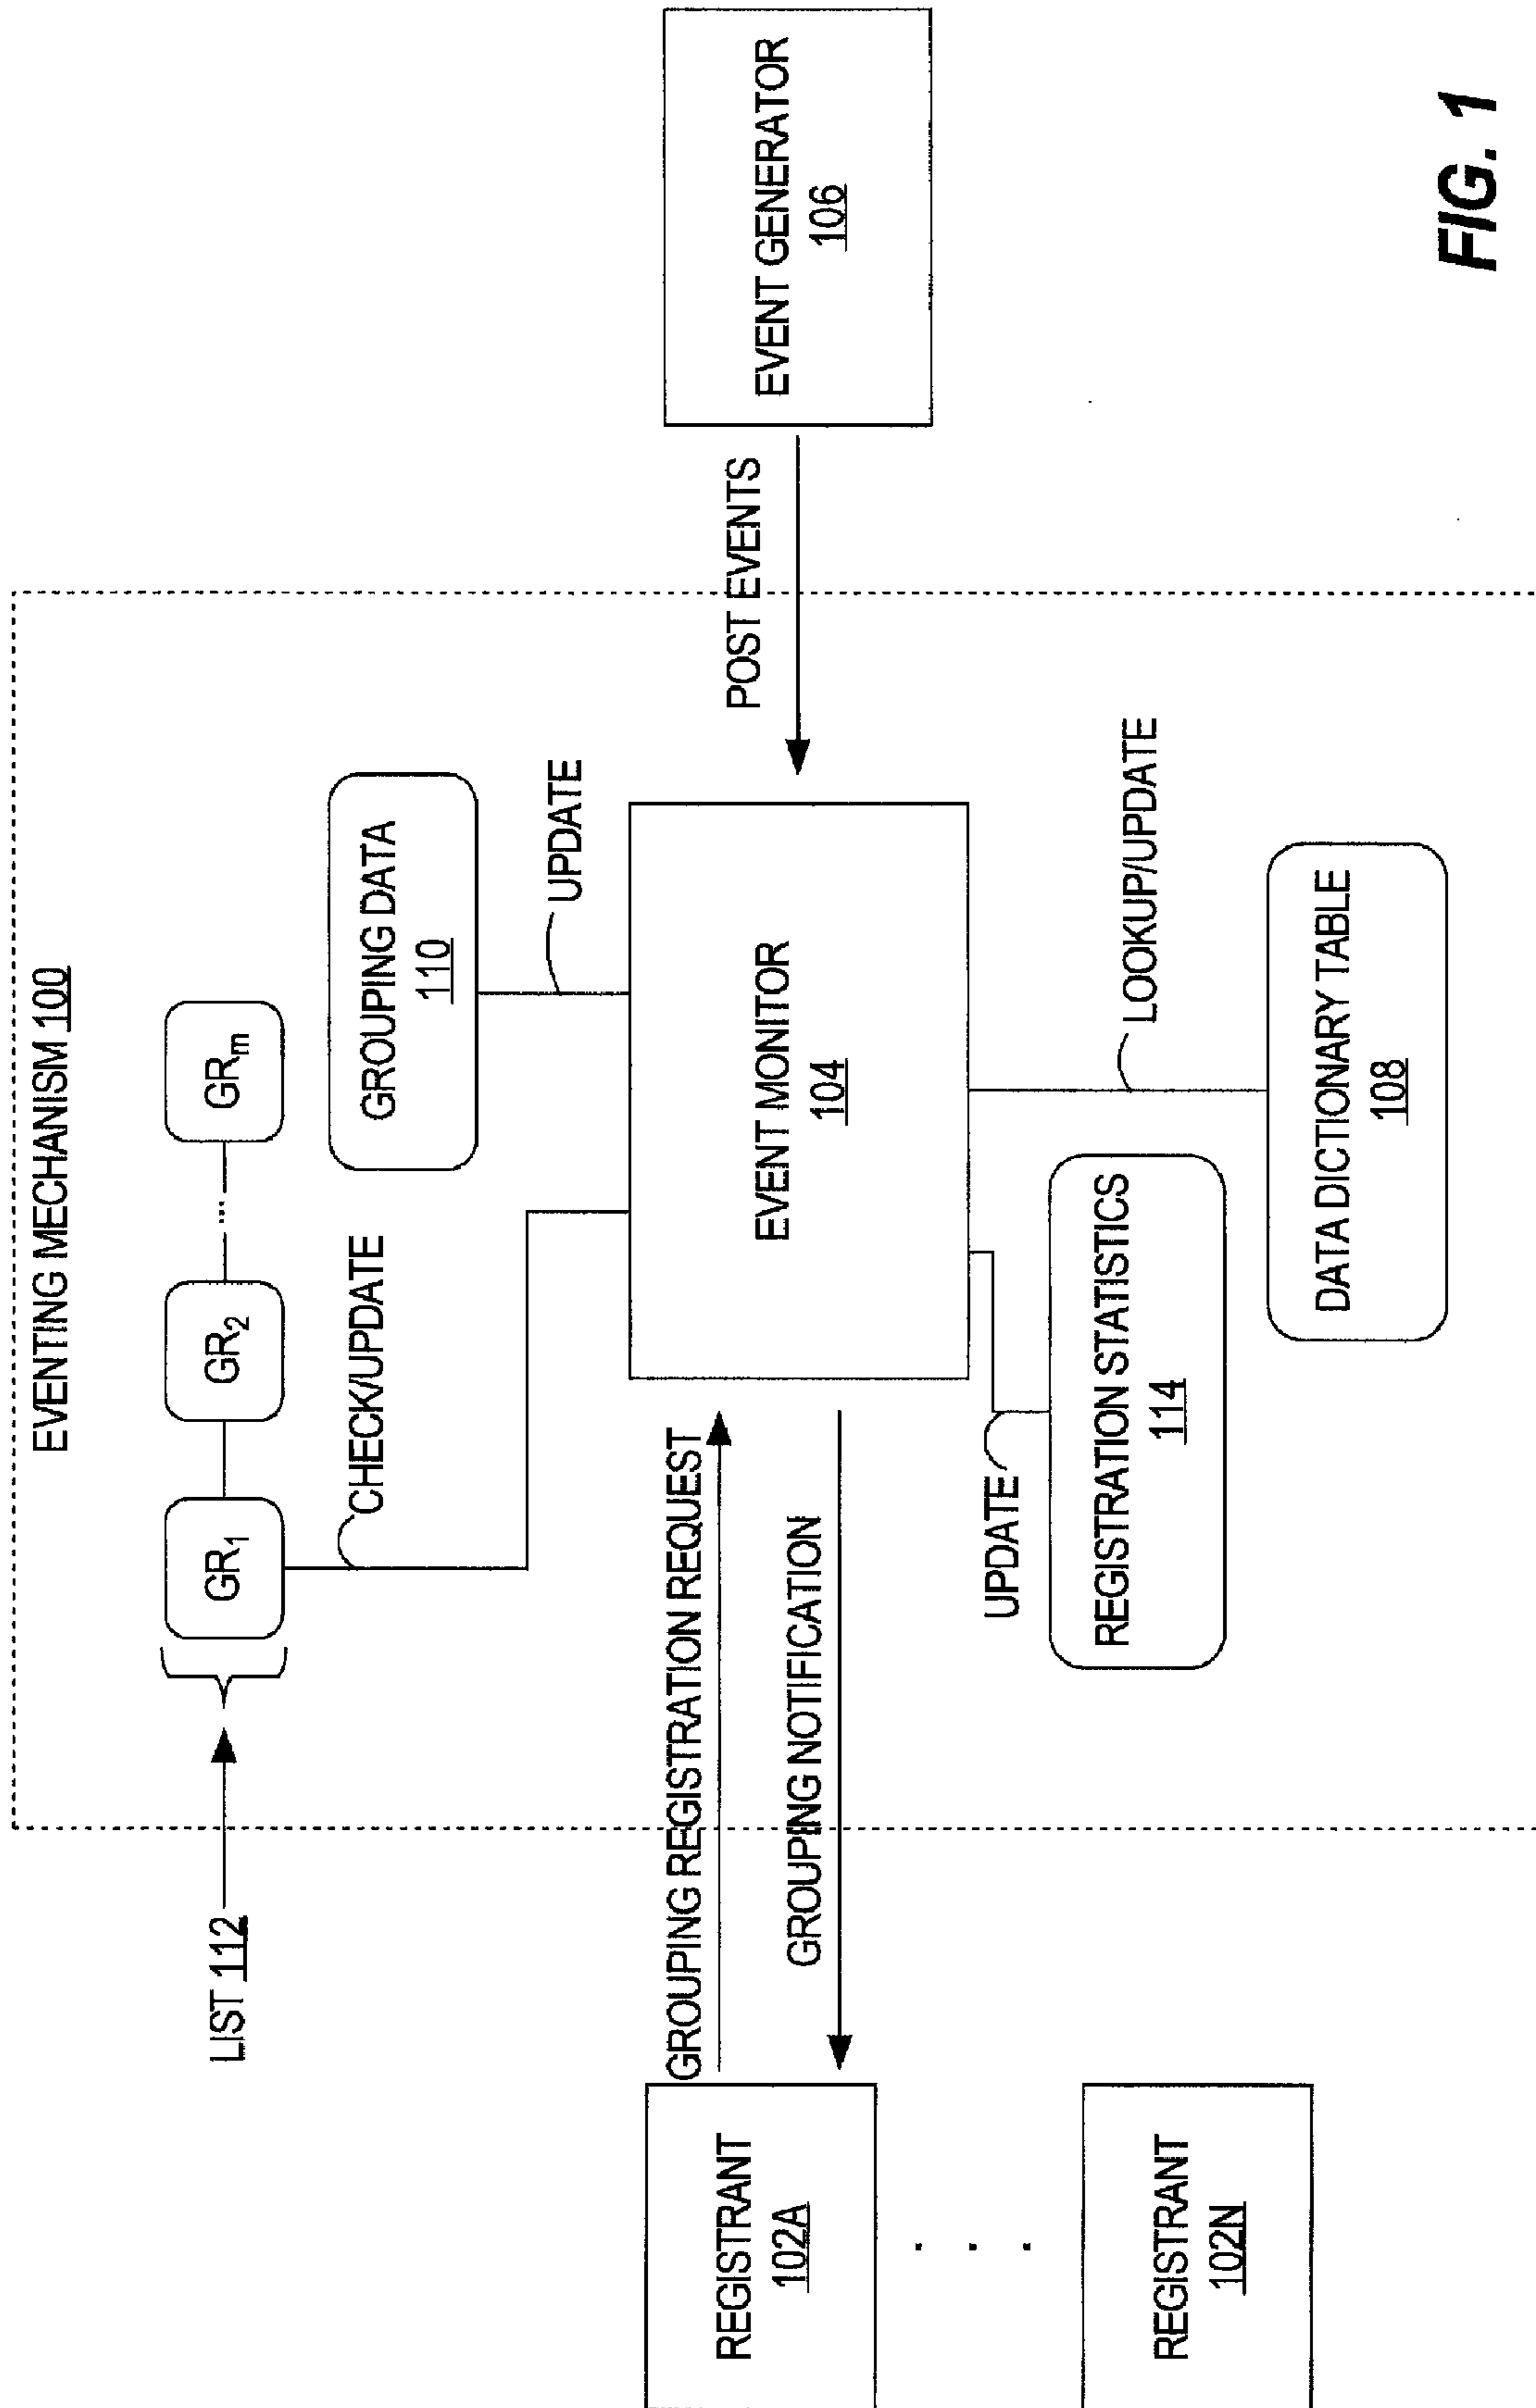 EVENTING MECHANISM 100
LIST 112
GR1
GR2
...
GRm
CHECK/UPDATE
GROUPING DATA
110
UPDATE
REGISTRANT
102A
GROUPING REGISTRATION REQUEST
GROUPING NOTIFICATION
EVENT MONITOR
104
POST EVENTS
EVENT GENERATOR
106
. . .
REGISTRANT
102N
UPDATE
REGISTRATION STATISTICS
114
LOOKUP/UPDATE
DATA DICTIONARY TABLE
108
FIG. 1